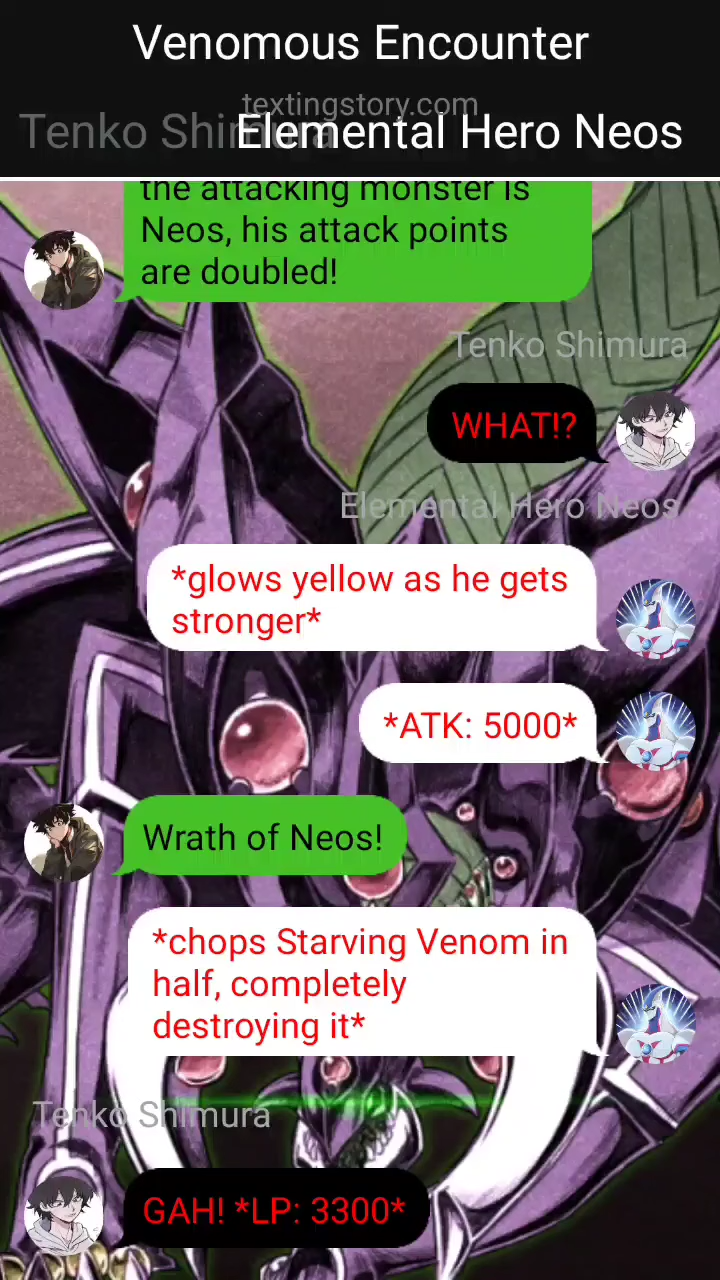 Venomous Encounter
textingstory.com
Tenko Shimura
Elemental Hero Neos
the attacking monster is
Neos, his attack points
are doubled!
Tenko Shimura
WHAT!?
Elemental Hero Neos
*glows yellow as he gets
stronger*
*ATK: 5000*
Wrath of Neos!
*chops Starving Venom in
half, completely
destroying it*
Tenko Shimura
GAH! *LP: 3300*